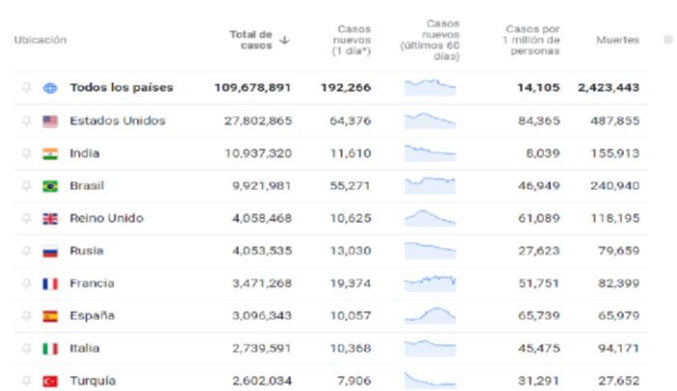 Ubicación Total de casos ↓ Casos nuevos (1 día*) Casos nuevos (últimos 60 días) Casos por 1 millón de personas Muertes
Todos los países 109,678,891 192,266 14,105 2,423,443
Estados Unidos 27,802,865 64,376 84,365 487,855
India 10,937,320 11,610 8,039 155,913
Brasil 9,921,981 55,271 46,949 240,940
Reino Unido 4,058,468 10,625 61,089 118,195
Rusia 4,053,535 13,030 27,623 79,659
Francia 3,471,268 19,374 51,751 82,399
España 3,096,343 10,057 65,739 65,979
Italia 2,739,591 10,368 45,475 94,171
Turquía 2,602,034 7,906 31,291 27,652